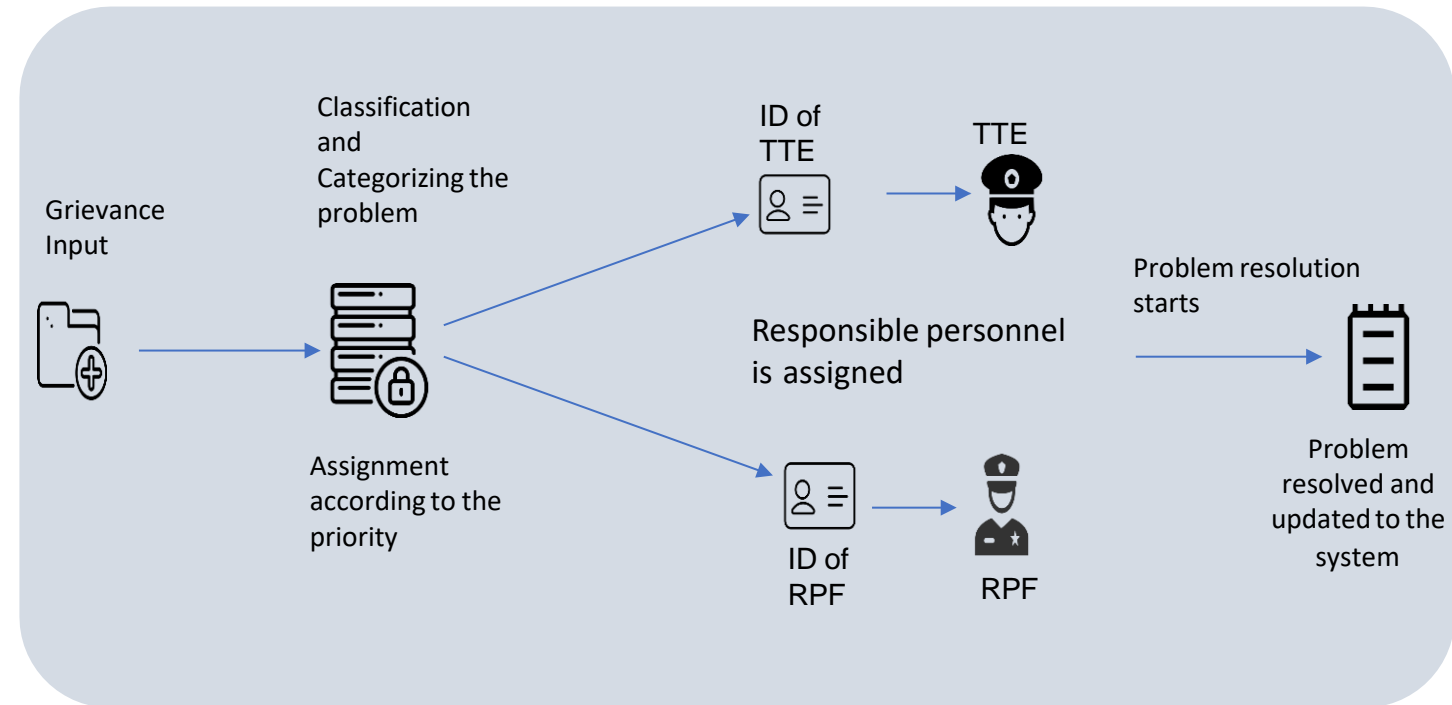 Grievance
Input
Classification
and
Categorizing the
problem
Assignment
according to the
priority
ID of
TTE
TTE
Responsible personnel
is assigned
ID of
RPF
RPF
Problem resolution
starts
Problem
resolved and
updated to the
system